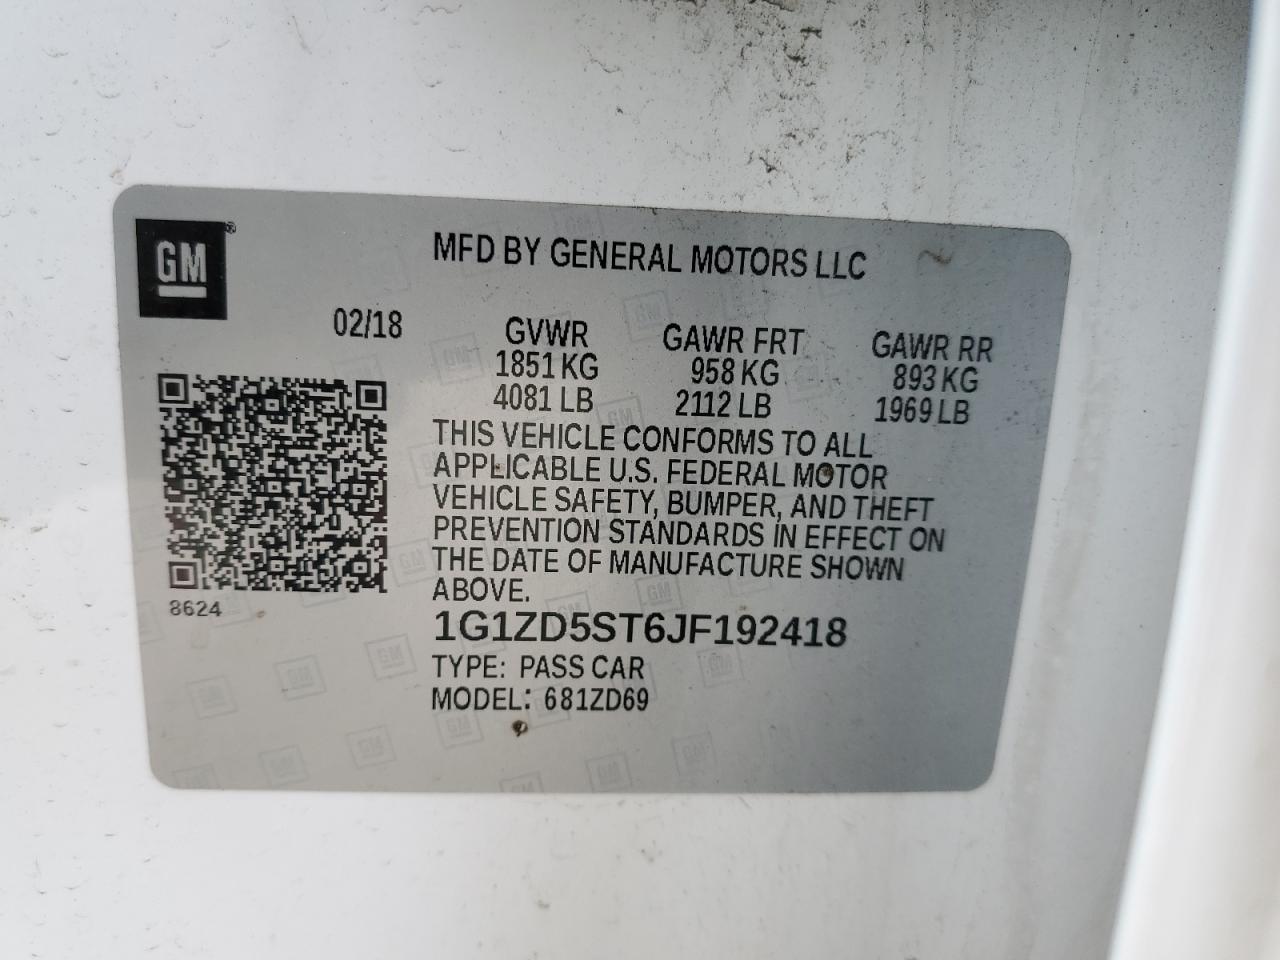 GM®
MFD BY GENERAL MOTORS LLC
02/18
GVWR GAWR FRT GAWR RR
1851 KG 958 KG 893 KG
4081 LB 2112 LB 1969 LB
THIS VEHICLE CONFORMS TO ALL
APPLICABLE U.S. FEDERAL MOTOR
VEHICLE SAFETY, BUMPER, AND THEFT
PREVENTION STANDARDS IN EFFECT ON
THE DATE OF MANUFACTURE SHOWN
ABOVE.
8624
1G1ZD5ST6JF192418
TYPE: PASS CAR
MODEL: 681ZD69